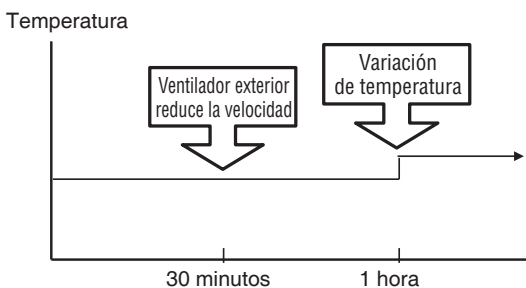 Temperatura
Ventilador exterior
reduce la velocidad
Variación
de temperatura
30 minutos
1 hora